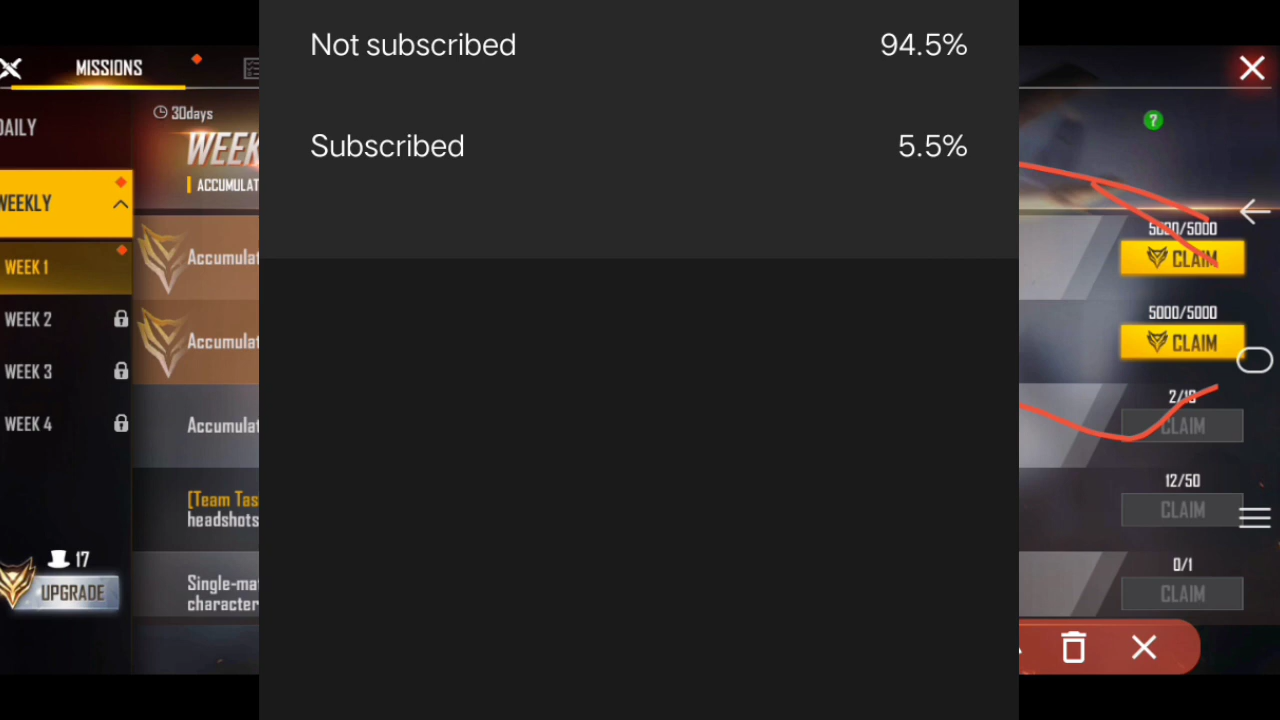 Not subscribed 94.5%
Subscribed 5.5%
MISSIONS
DAILY
30days
WEEK
ACCUMULAT
WEEKLY
WEEK 1
WEEK 2
WEEK 3
WEEK 4
17
UPGRADE
Accumulat
5000/5000
CLAIM
Accumulat
5000/5000
CLAIM
Accumulat
CLAIM
[Team Tas
headshots
12/50
CLAIM
Single-ma
character
0/1
CLAIM
?